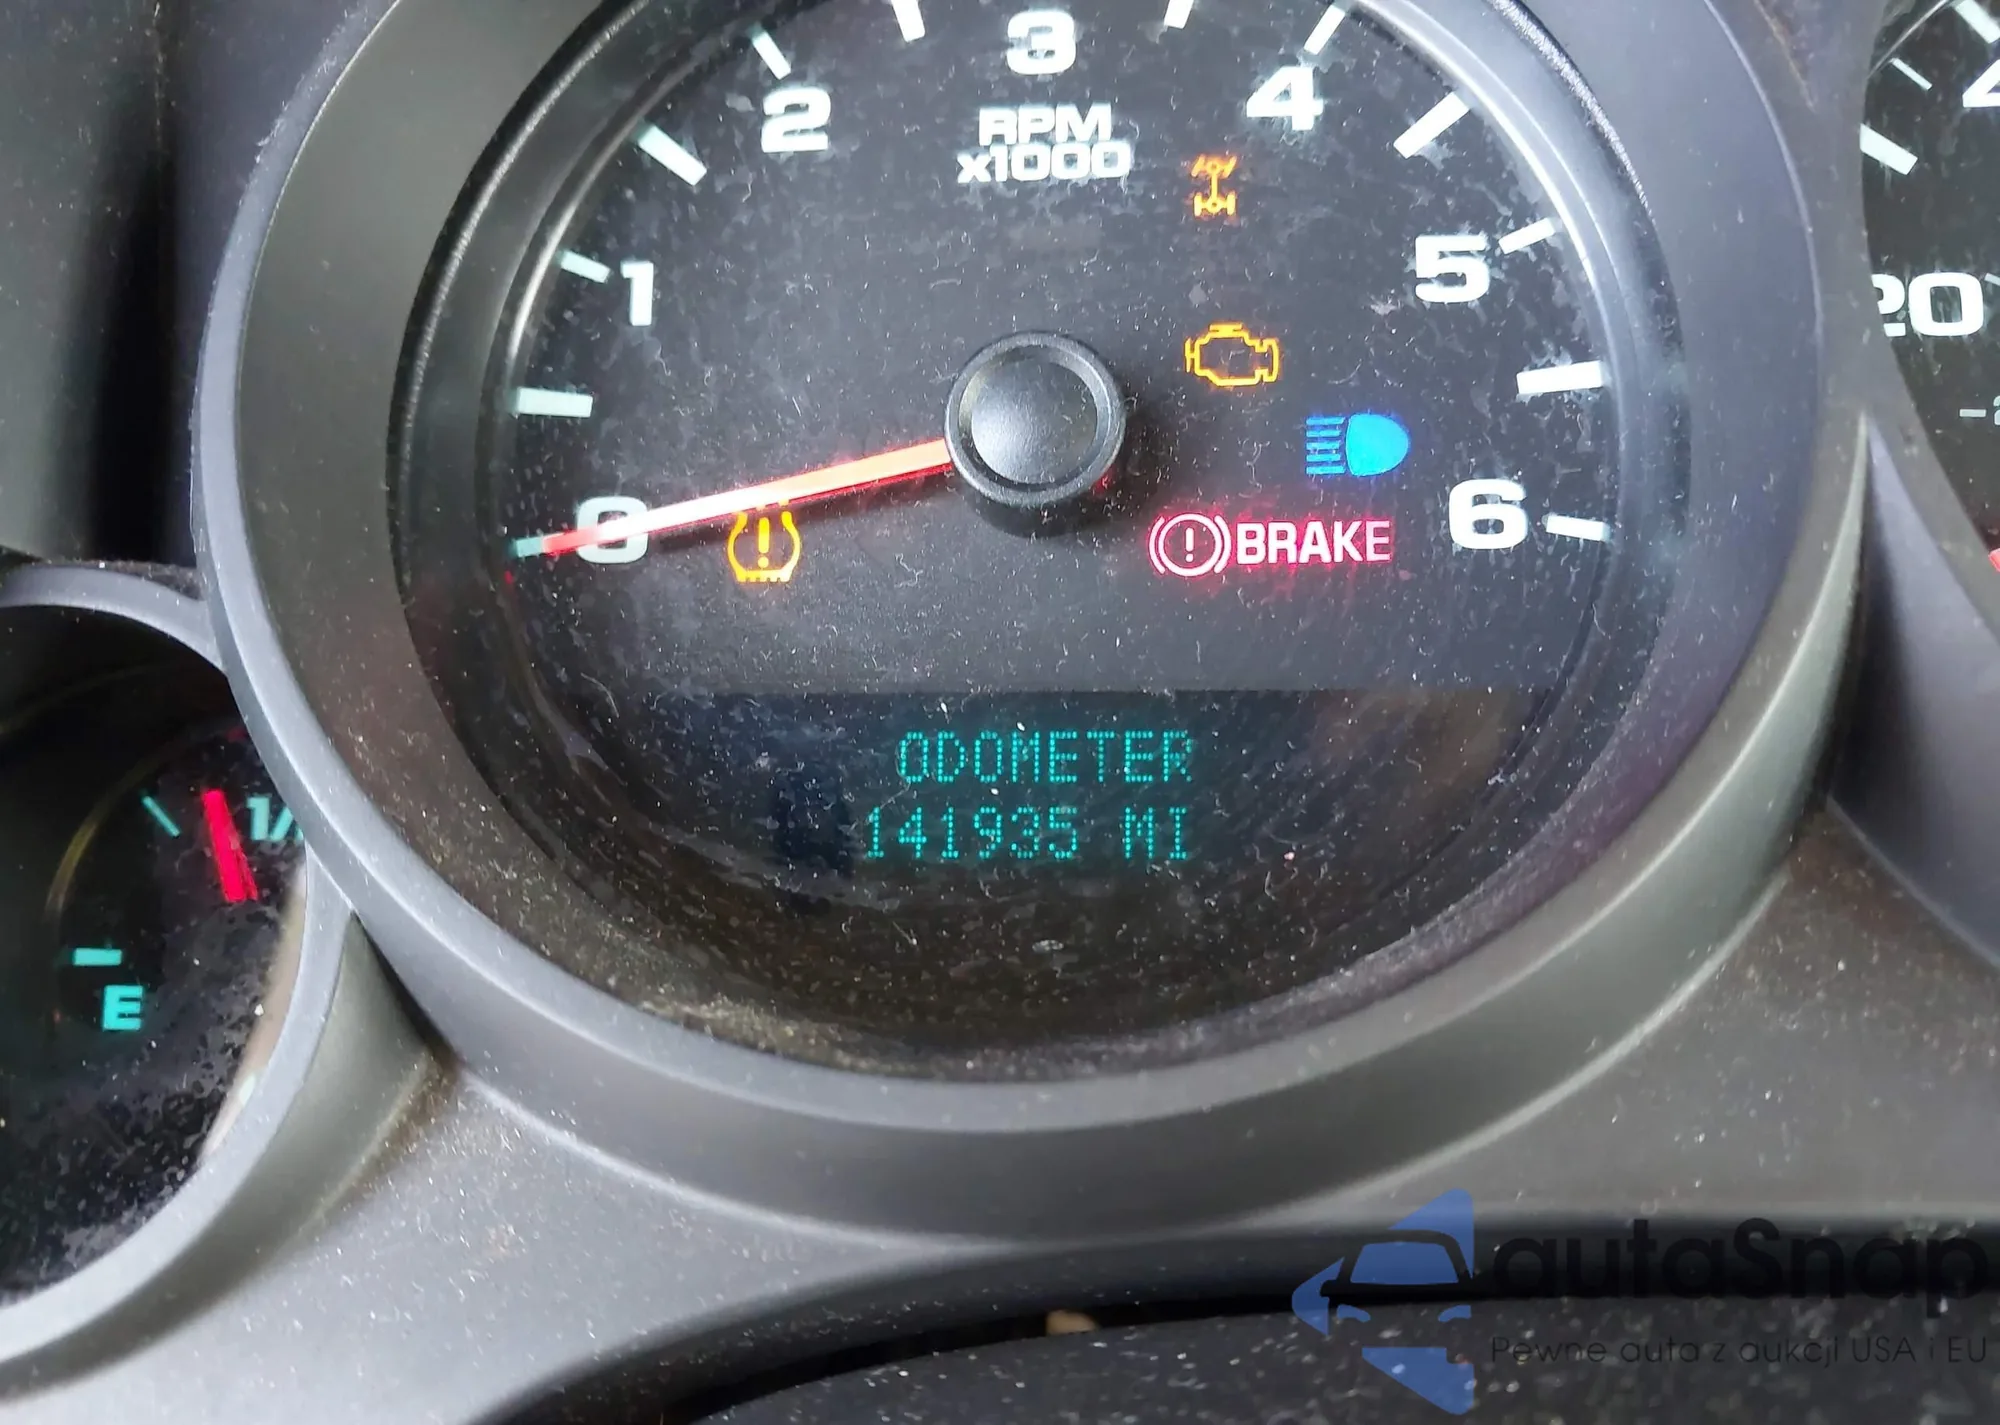 3
2
4
RPM
x1000
1
5
20
0
6
BRAKE
ODOMETER
141935 MI
E
autaSnap
Pewne auta z aukcji USA i EU